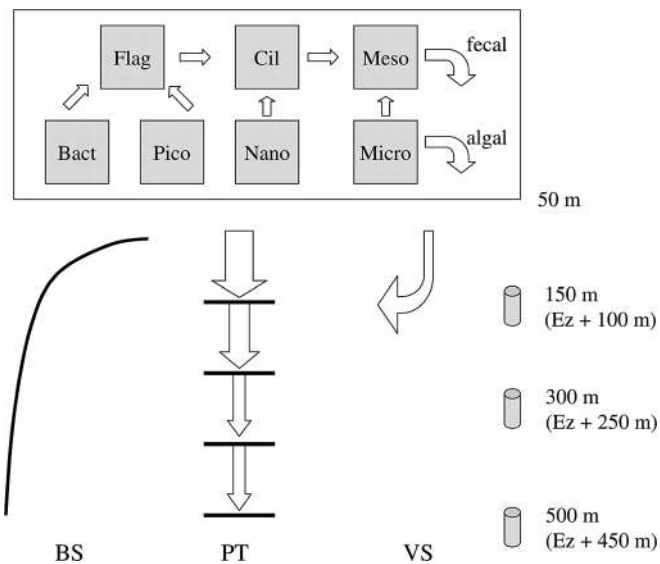 Flag Cil Meso fecal
Bact Pico Nano Micro algal
50 m
150 m
(Ez + 100 m)
300 m
(Ez + 250 m)
500 m
(Ez + 450 m)
BS PT VS